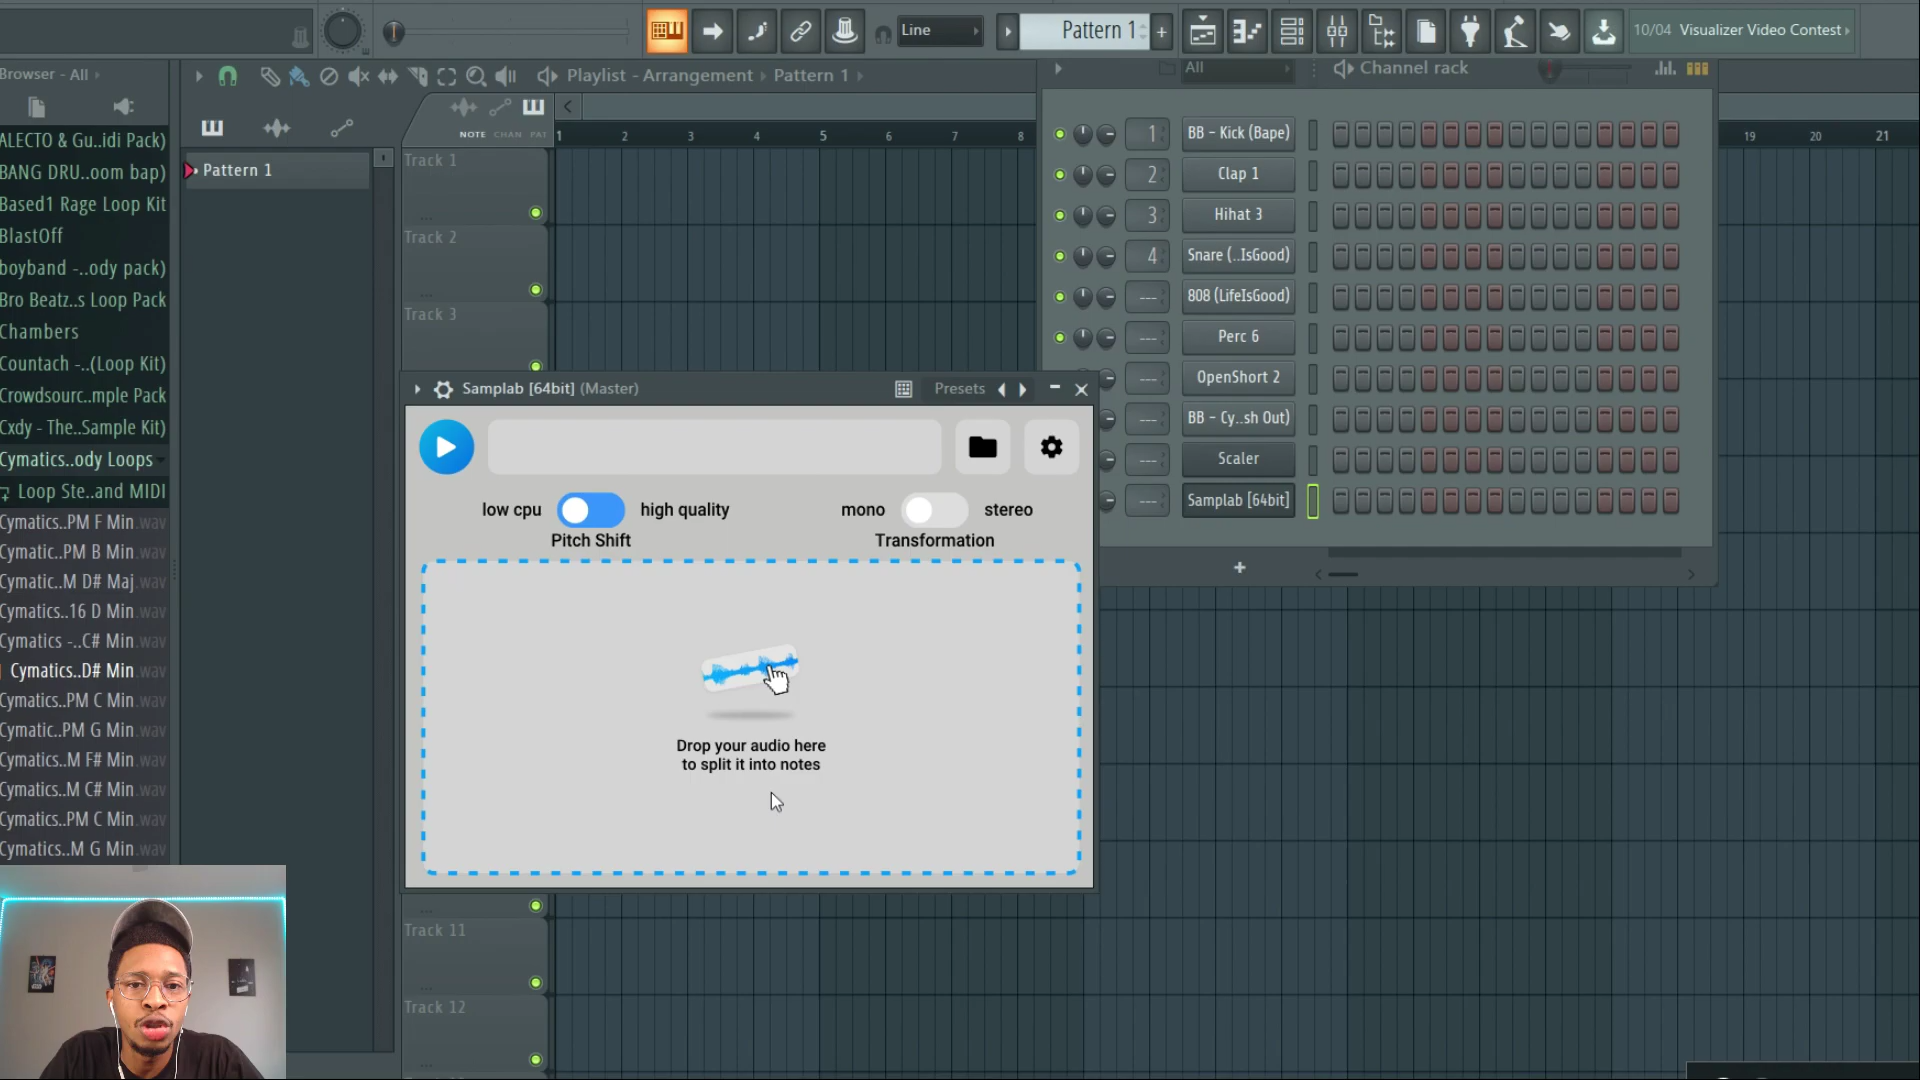 Line
Pattern 1
+
10/04 Visualizer Video Contest
Browser - All
Playlist - Arrangement
Pattern 1
All
Channel rack
NOTE CHAN PAT
1 2 3 4 5 6 7 8 19 20 21
ALECTO & Gu..idi Pack)
BANG DRU..oom bap)
Based1 Rage Loop Kit
BlastOff
boyband -..ody pack)
Bro Beatz..s Loop Pack
Chambers
Countach -..(Loop Kit)
Crowdsourc..mple Pack
Cxdy - The..Sample Kit)
Cymatics..ody Loops
Loop Ste..and MIDI
Cymatics..PM F Min.wav
Cymatic..PM B Min.wav
Cymatic..M D# Maj.wav
Cymatics..16 D Min.wav
Cymatics -..C# Min.wav
Cymatics..D# Min.wav
Cymatics..PM C Min.wav
Cymatic..PM G Min.wav
Cymatics..M F# Min.wav
Cymatics..M C# Min.wav
Cymatics..PM C Min.wav
Cymatics..M G Min.wav
Pattern 1
Track 1
Track 2
Track 3
Track 11
Track 12
1 BB - Kick (Bape)
2 Clap 1
3 Hihat 3
4 Snare (..IsGood)
--- 808 (LifeIsGood)
--- Perc 6
--- OpenShort 2
--- BB - Cy..sh Out)
--- Scaler
--- Samplab [64bit]
+
Samplab [64bit] (Master)
Presets
low cpu
high quality
Pitch Shift
mono
stereo
Transformation
Drop your audio here
to split it into notes